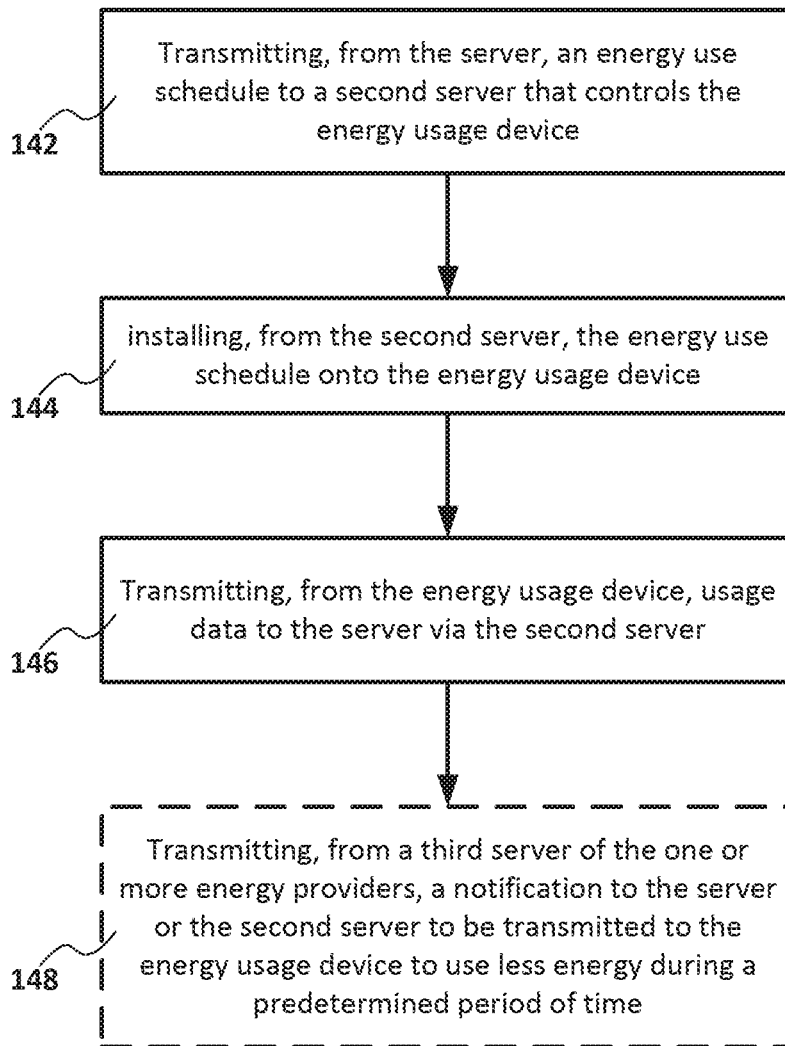 Transmitting, from the server, an energy use
schedule to a second server that controls the
energy usage device
142
installing, from the second server, the energy use
schedule onto the energy usage device
144
Transmitting, from the energy usage device, usage
data to the server via the second server
146
Transmitting, from a third server of the one or
more energy providers, a notification to the server
or the second server to be transmitted to the
energy usage device to use less energy during a
predetermined period of time
148